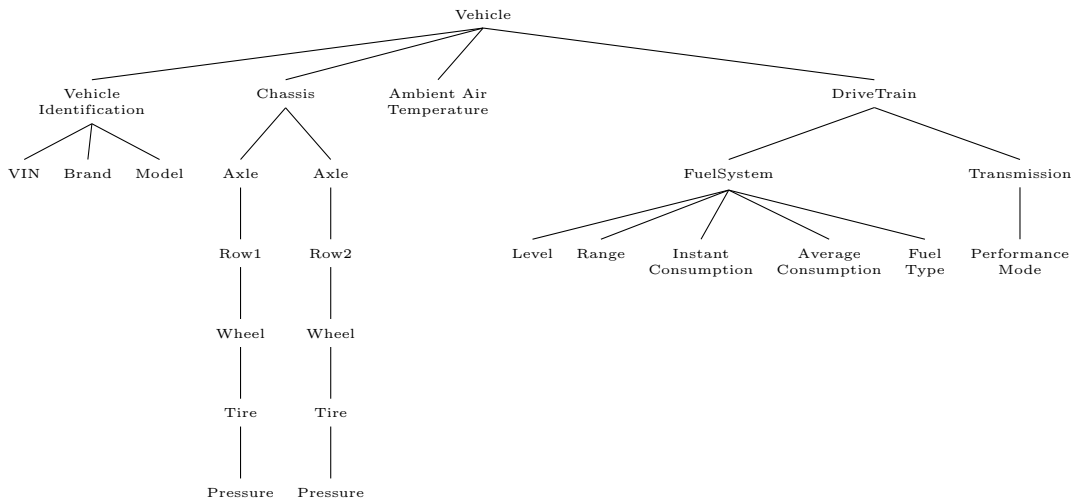 Vehicle
Vehicle
Identification
Chassis
Ambient Air
Temperature
DriveTrain
VIN
Brand
Model
Axle
Axle
FuelSystem
Transmission
Row1
Row2
Level
Range
Instant
Consumption
Average
Consumption
Fuel
Type
Performance
Mode
Wheel
Wheel
Tire
Tire
Pressure
Pressure